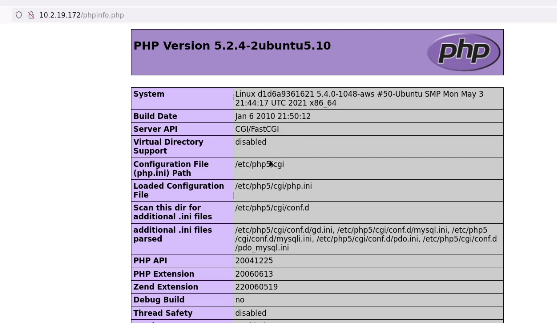 10.2.19.172/phpinfo.php
PHP Version 5.2.4-2ubuntu5.10
php
System Linux d1d6a9361621 5.4.0-1048-aws #50-Ubuntu SMP Mon May 3
21:44:17 UTC 2021 x86_64
Build Date Jan 6 2010 21:50:12
Server API CGI/FastCGI
Virtual Directory disabled
Support
Configuration File /etc/php5/cgi
(php.ini) Path
Loaded Configuration /etc/php5/cgi/php.ini
File
Scan this dir for /etc/php5/cgi/conf.d
additional .ini files
additional .ini files /etc/php5/cgi/conf.d/gd.ini, /etc/php5/cgi/conf.d/mysql.ini, /etc/php5
parsed /cgi/conf.d/mysqli.ini, /etc/php5/cgi/conf.d/pdo.ini, /etc/php5/cgi/conf.d
/pdo_mysql.ini
PHP API 20041225
PHP Extension 20060613
Zend Extension 220060519
Debug Build no
Thread Safety disabled